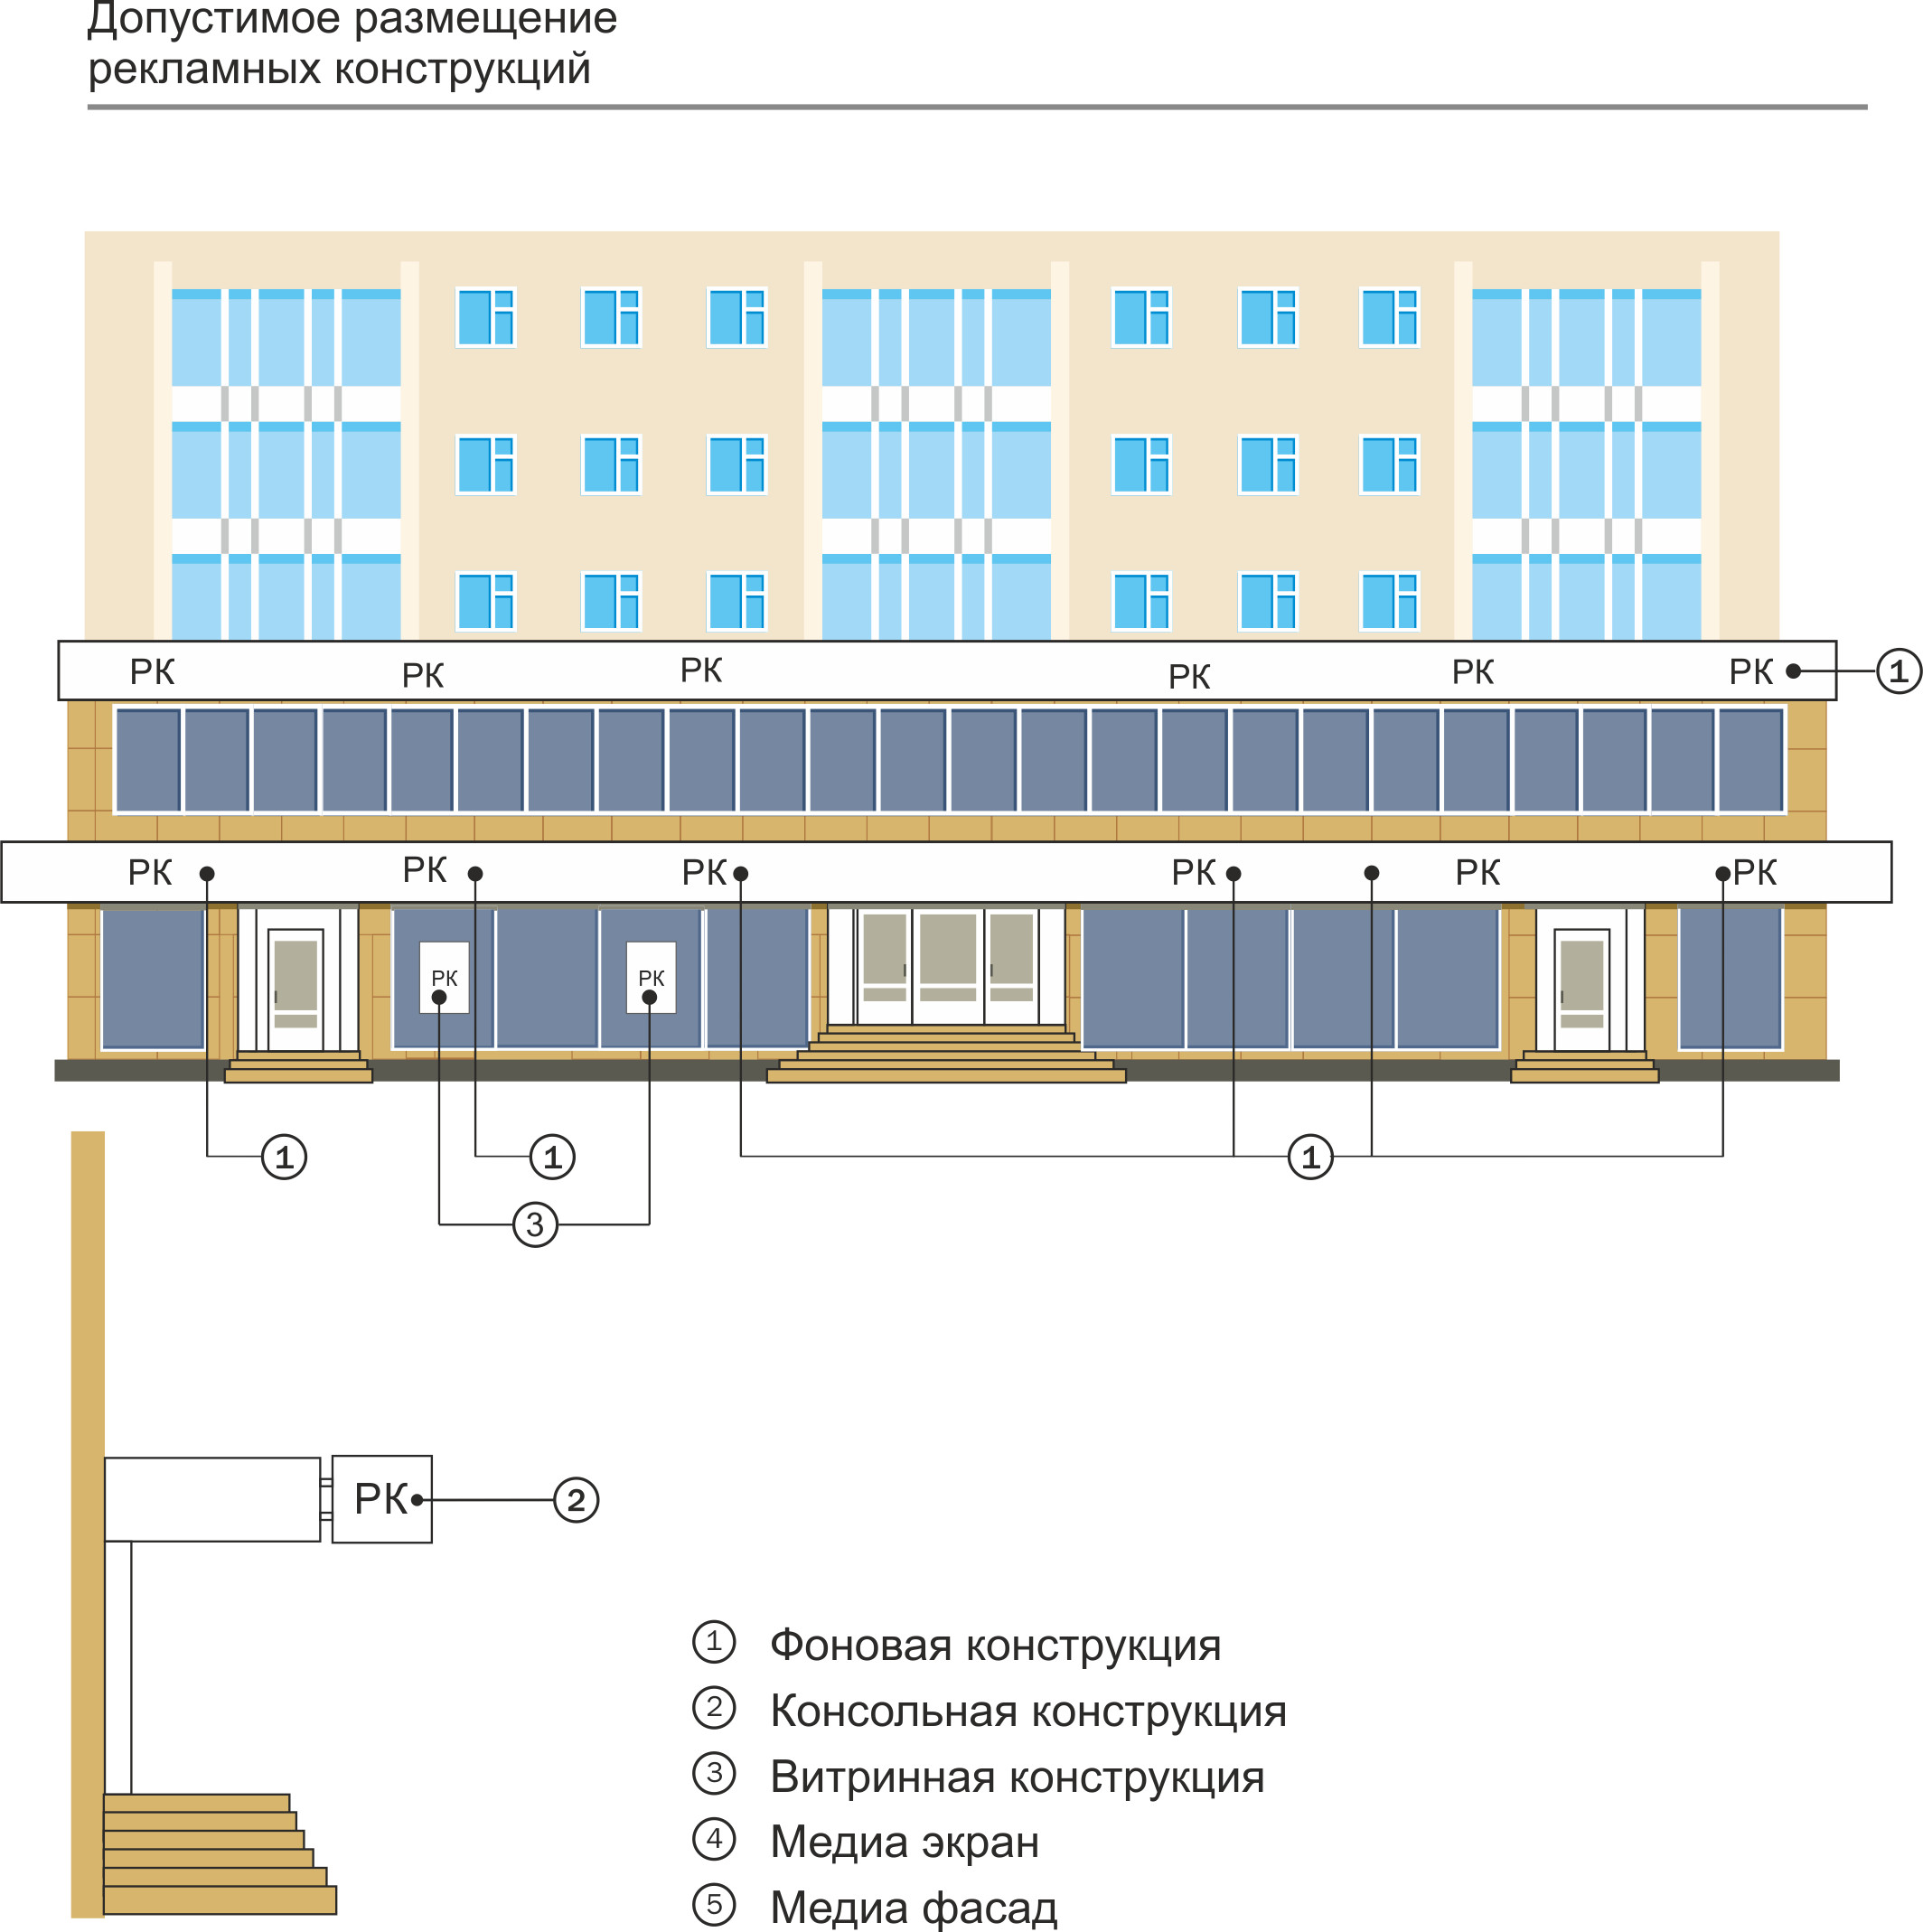 Допустимое размещение
рекламных конструкций
РК РК РК РК РК РК 1
РК РК РК РК РК РК
РК РК
1 1 1
3
РК 2
1 Фоновая конструкция
2 Консольная конструкция
3 Витринная конструкция
4 Медиа экран
5 Медиа фасад